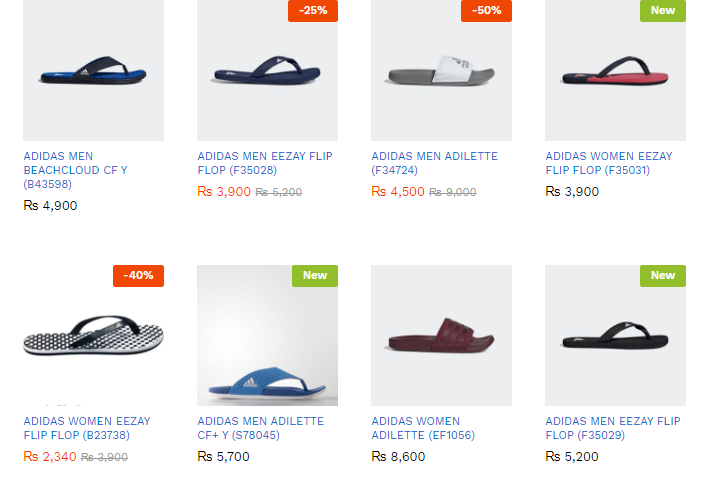 -25%
-50%
New
ADIDAS MEN
BEACHCLOUD CF Y
(B43598)
₨ 4,900
ADIDAS MEN EEZAY FLIP
FLOP (F35028)
₨ 3,900 ₨ 5,200
ADIDAS MEN ADILETTE
(F34724)
₨ 4,500 ₨ 9,000
ADIDAS WOMEN EEZAY
FLIP FLOP (F35031)
₨ 3,900
-40%
New
New
ADIDAS WOMEN EEZAY
FLIP FLOP (B23738)
₨ 2,340 ₨ 3,900
ADIDAS MEN ADILETTE
CF+ Y (S78045)
₨ 5,700
ADIDAS WOMEN
ADILETTE (EF1056)
₨ 8,600
ADIDAS MEN EEZAY FLIP
FLOP (F35029)
₨ 5,200